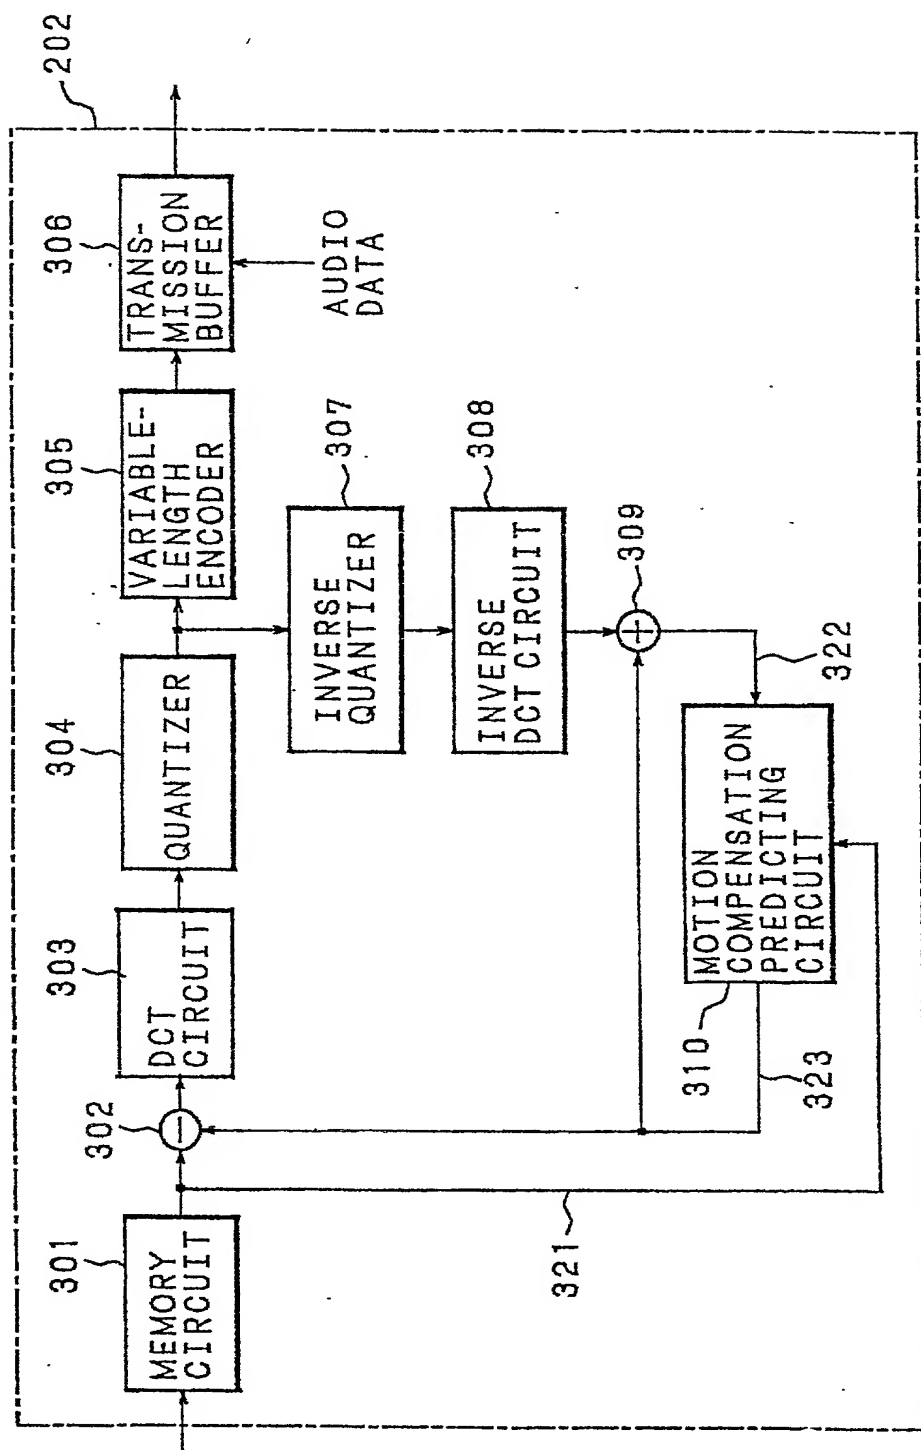 202
301
MEMORY
CIRCUIT
302
303
DCT
CIRCUIT
304
QUANTIZER
305
VARIABLE-
LENGTH
ENCODER
306
TRANS-
MISSION
BUFFER
AUDIO
DATA
307
INVERSE
QUANTIZER
308
INVERSE
DCT CIRCUIT
309
322
310
MOTION
COMPENSATION
PREDICTING
CIRCUIT
323
321